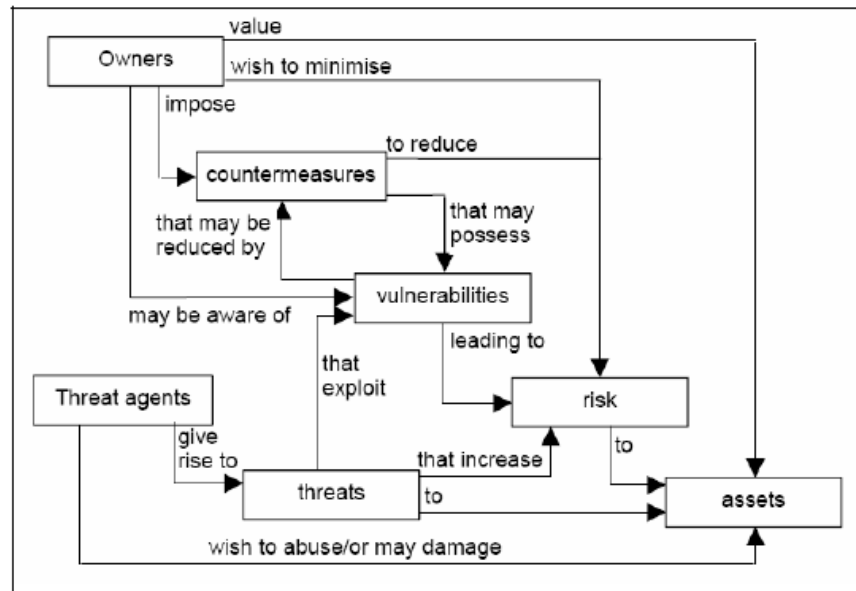 value
Owners
wish to minimise
impose
to reduce
countermeasures
that may be
reduced by
that may
possess
vulnerabilities
may be aware of
leading to
that
exploit
Threat agents
risk
give
rise to
that increase
to
threats
to
assets
wish to abuse/or may damage